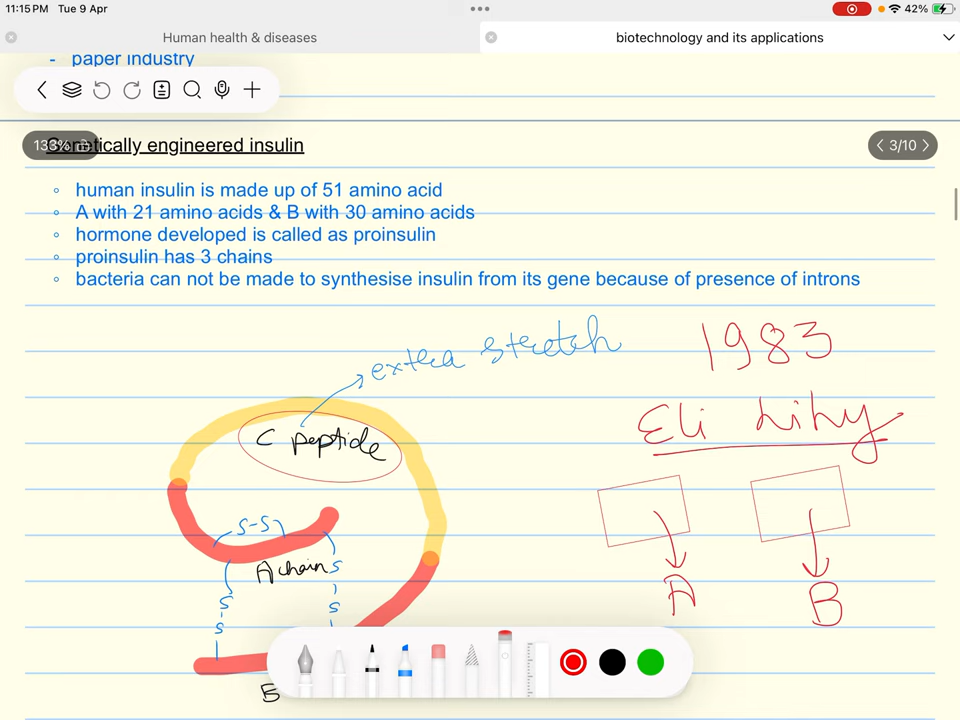 11:15 PM Tue 9 Apr
42%
Human health & diseases
biotechnology and its applications
- paper industry
133%
3/10
Genetically engineered insulin
human insulin is made up of 51 amino acid
A with 21 amino acids & B with 30 amino acids
hormone developed is called as proinsulin
proinsulin has 3 chains
bacteria can not be made to synthesise insulin from its gene because of presence of introns
extra stretch
1983
C peptide
Eli Lilly
S-S
A chain
S
S
S
S
A
B
B